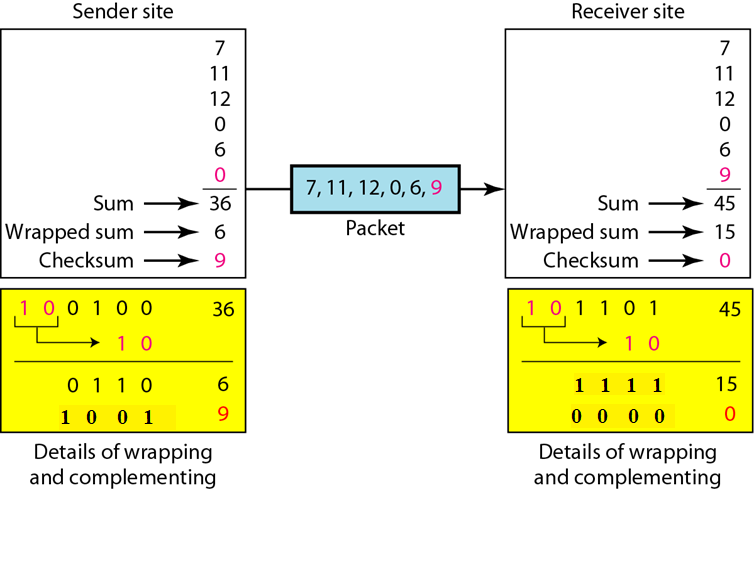 Sender site
7
11
12
0
6
0
Sum 36
Wrapped sum 6
Checksum 9
7, 11, 12, 0, 6, 9
Packet
Receiver site
7
11
12
0
6
9
Sum 45
Wrapped sum 15
Checksum 0
1 0 0 1 0 0 36
1 0
0 1 1 0 6
1 0 0 1 9
Details of wrapping
and complementing
1 0 1 1 0 1 45
1 0
1 1 1 1 15
0 0 0 0 0
Details of wrapping
and complementing